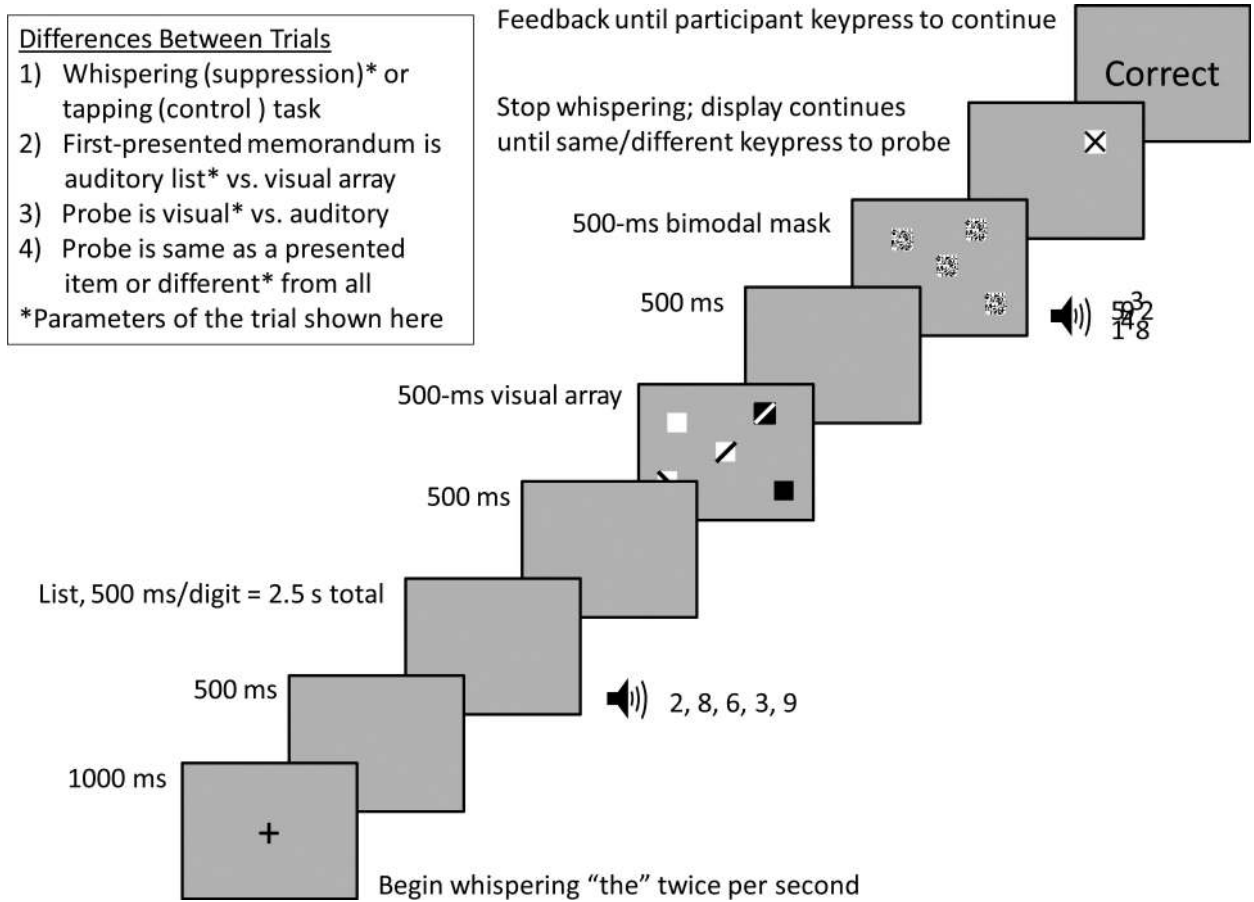 Differences Between Trials
1) Whispering (suppression)* or
tapping (control ) task
2) First-presented memorandum is
auditory list* vs. visual array
3) Probe is visual* vs. auditory
4) Probe is same as a presented
item or different* from all
*Parameters of the trial shown here
Feedback until participant keypress to continue
Correct
Stop whispering; display continues
until same/different keypress to probe
500-ms bimodal mask
500 ms
3
2
1 8
500-ms visual array
500 ms
List, 500 ms/digit = 2.5 s total
500 ms
2, 8, 6, 3, 9
1000 ms
+
Begin whispering “the” twice per second